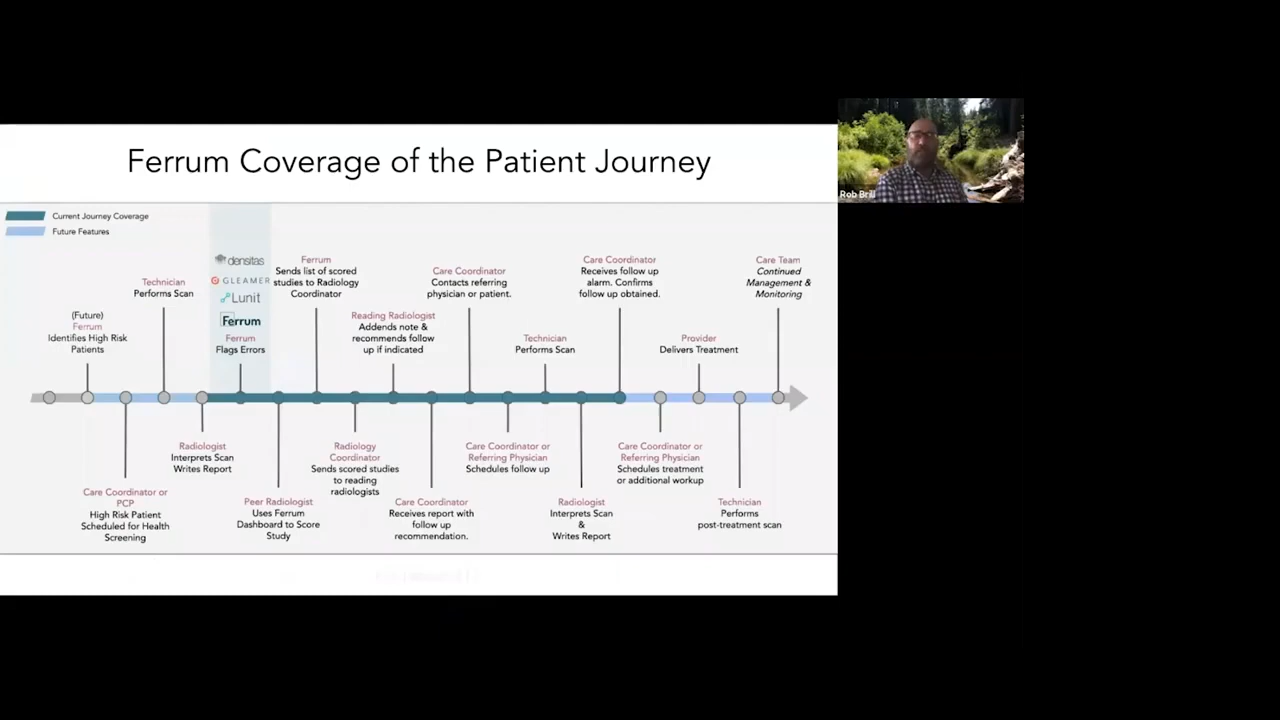 Ferrum Coverage of the Patient Journey
Rob Brill
Current Journey Coverage
Future Features
(Future)
Ferrum
Identifies High Risk
Patients
Care Coordinator or
PCP
High Risk Patient
Scheduled for Health
Screening
Technician
Performs Scan
Radiologist
Interprets Scan
Writes Report
densitas
GLEAMER
Lunit
Ferrum
Ferrum
Flags Errors
Peer Radiologist
Uses Ferrum
Dashboard to Score
Study
Ferrum
Sends list of scored
studies to Radiology
Coordinator
Radiology
Coordinator
Sends scored studies
to reading
radiologists
Reading Radiologist
Addends note &
recommends follow
up if indicated
Care Coordinator
Receives report with
follow up
recommendation.
Care Coordinator
Contacts referring
physician or patient.
Care Coordinator or
Referring Physician
Schedules follow up
Technician
Performs Scan
Radiologist
Interprets Scan
&
Writes Report
Care Coordinator
Receives follow up
alarm. Confirms
follow up obtained.
Care Coordinator or
Referring Physician
Schedules treatment
or additional workup
Provider
Delivers Treatment
Technician
Performs
post-treatment scan
Care Team
Continued
Management &
Monitoring